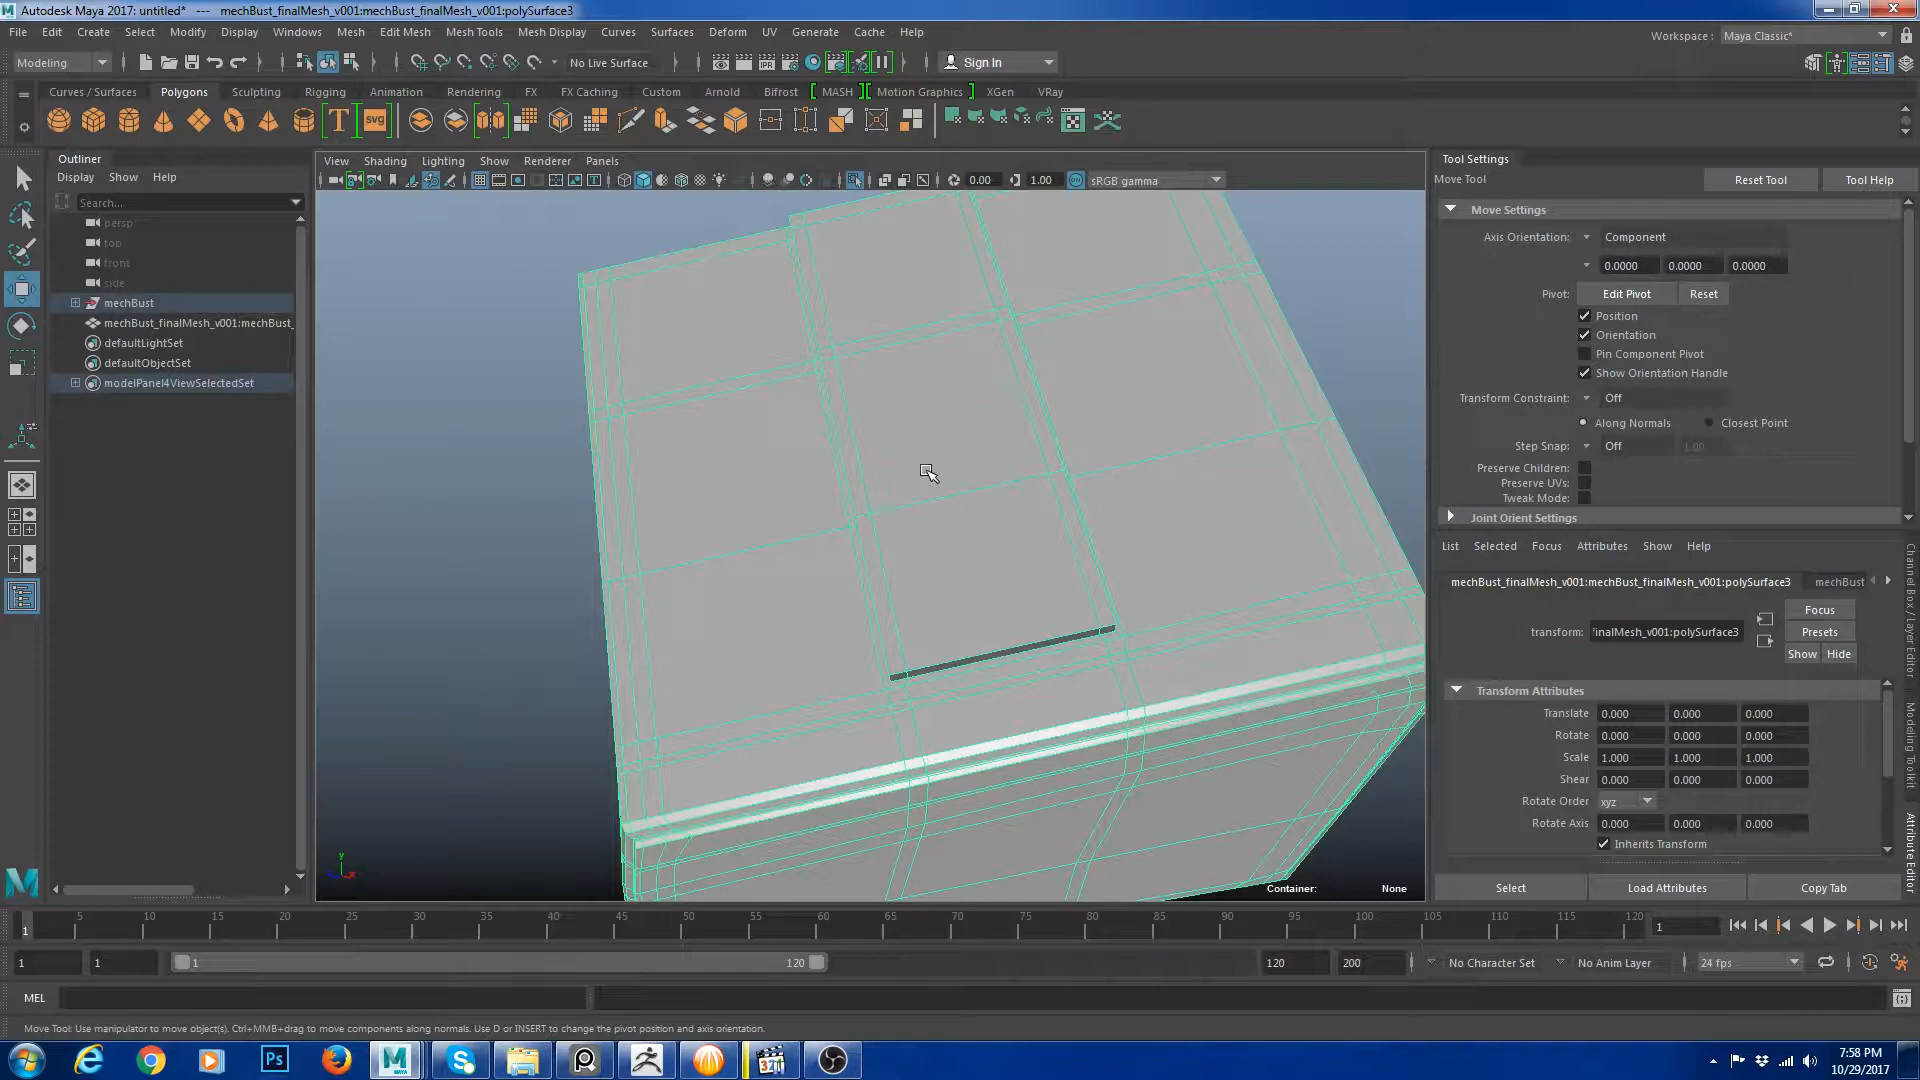 Autodesk Maya 2017: untitled*   ---   mechBust_finalMesh_v001:mechBust_finalMesh_v001:polySurface3
File Edit Create Select Modify Display Windows Mesh Edit Mesh Mesh Tools Mesh Display Curves Surfaces Deform UV Generate Cache Help
Workspace : Maya Classic*
Modeling No Live Surface Sign In
Curves / Surfaces Polygons Sculpting Rigging Animation Rendering FX FX Caching Custom Arnold Bifrost MASH Motion Graphics XGen VRay
T svg
Outliner
Display Show Help
Search...
persp
top
front
side
mechBust
mechBust_finalMesh_v001:mechBust_
defaultLightSet
defaultObjectSet
modelPanel4ViewSelectedSet
View Shading Lighting Show Renderer Panels
0.00 1.00 sRGB gamma
y
Container: None
Tool Settings
Move Tool Reset Tool Tool Help
Move Settings
Axis Orientation: Component
0.0000 0.0000 0.0000
Pivot: Edit Pivot Reset
Position
Orientation
Pin Component Pivot
Show Orientation Handle
Transform Constraint: Off
Along Normals Closest Point
Step Snap: Off 1.00
Preserve Children:
Preserve UVs:
Tweak Mode:
Joint Orient Settings
List Selected Focus Attributes Show Help
mechBust_finalMesh_v001:mechBust_finalMesh_v001:polySurface3 mechBust
Focus
transform: finalMesh_v001:polySurface3 Presets
Show Hide
Transform Attributes
Translate 0.000 0.000 0.000
Rotate 0.000 0.000 0.000
Scale 1.000 1.000 1.000
Shear 0.000 0.000 0.000
Rotate Order xyz
Rotate Axis 0.000 0.000 0.000
Inherits Transform
Select Load Attributes Copy Tab
Channel Box / Layer Editor
Modeling Toolkit
Attribute Editor
1 5 10 15 20 25 30 35 40 45 50 55 60 65 70 75 80 85 90 95 100 105 110 115 120 1
1 1 1 120 120 200 No Character Set No Anim Layer 24 fps
MEL
Move Tool: Use manipulator to move object(s). Ctrl+MMB+drag to move components along normals. Use D or INSERT to change the pivot position and axis orientation.
7:58 PM
10/29/2017